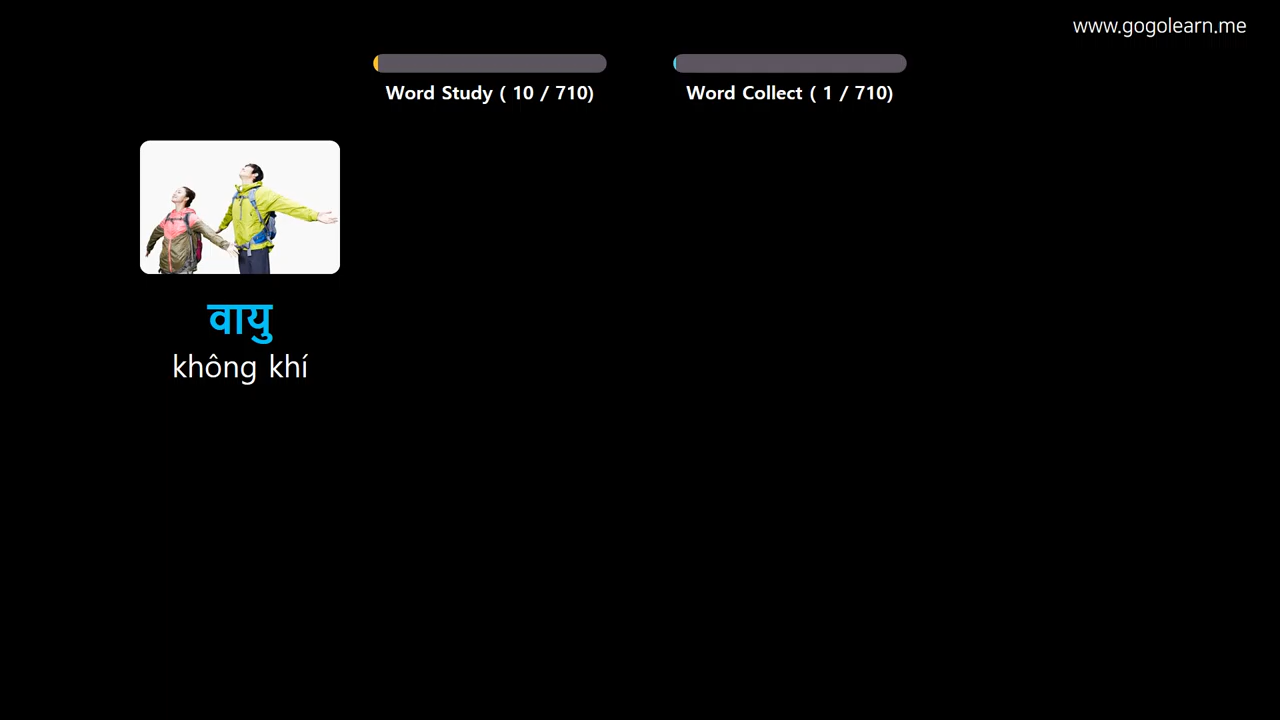 www.gogolearn.me
Word Study ( 10 / 710)
Word Collect ( 1 / 710)
वायु
không khí